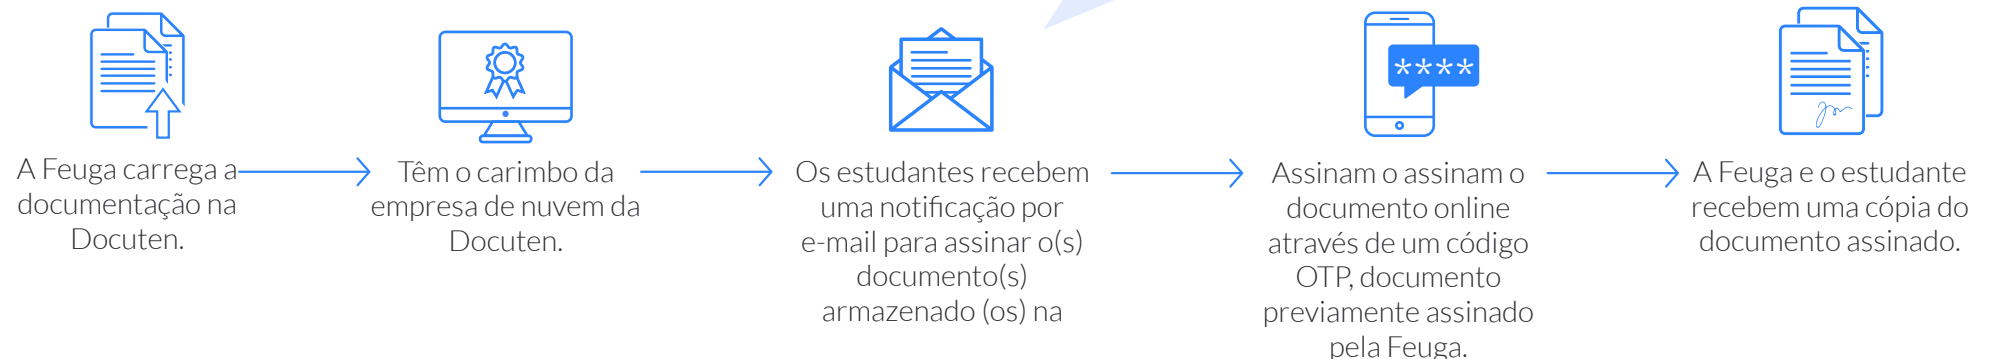 ****
A Feuga carrega a
documentação na
Docuten.
Têm o carimbo da
empresa de nuvem da
Docuten.
Os estudantes recebem
uma notificação por
e-mail para assinar o(s)
documento(s)
armazenado (os) na
Assinam o assinam o
documento online
através de um código
OTP, documento
previamente assinado
pela Feuga.
A Feuga e o estudante
recebem uma cópia do
documento assinado.